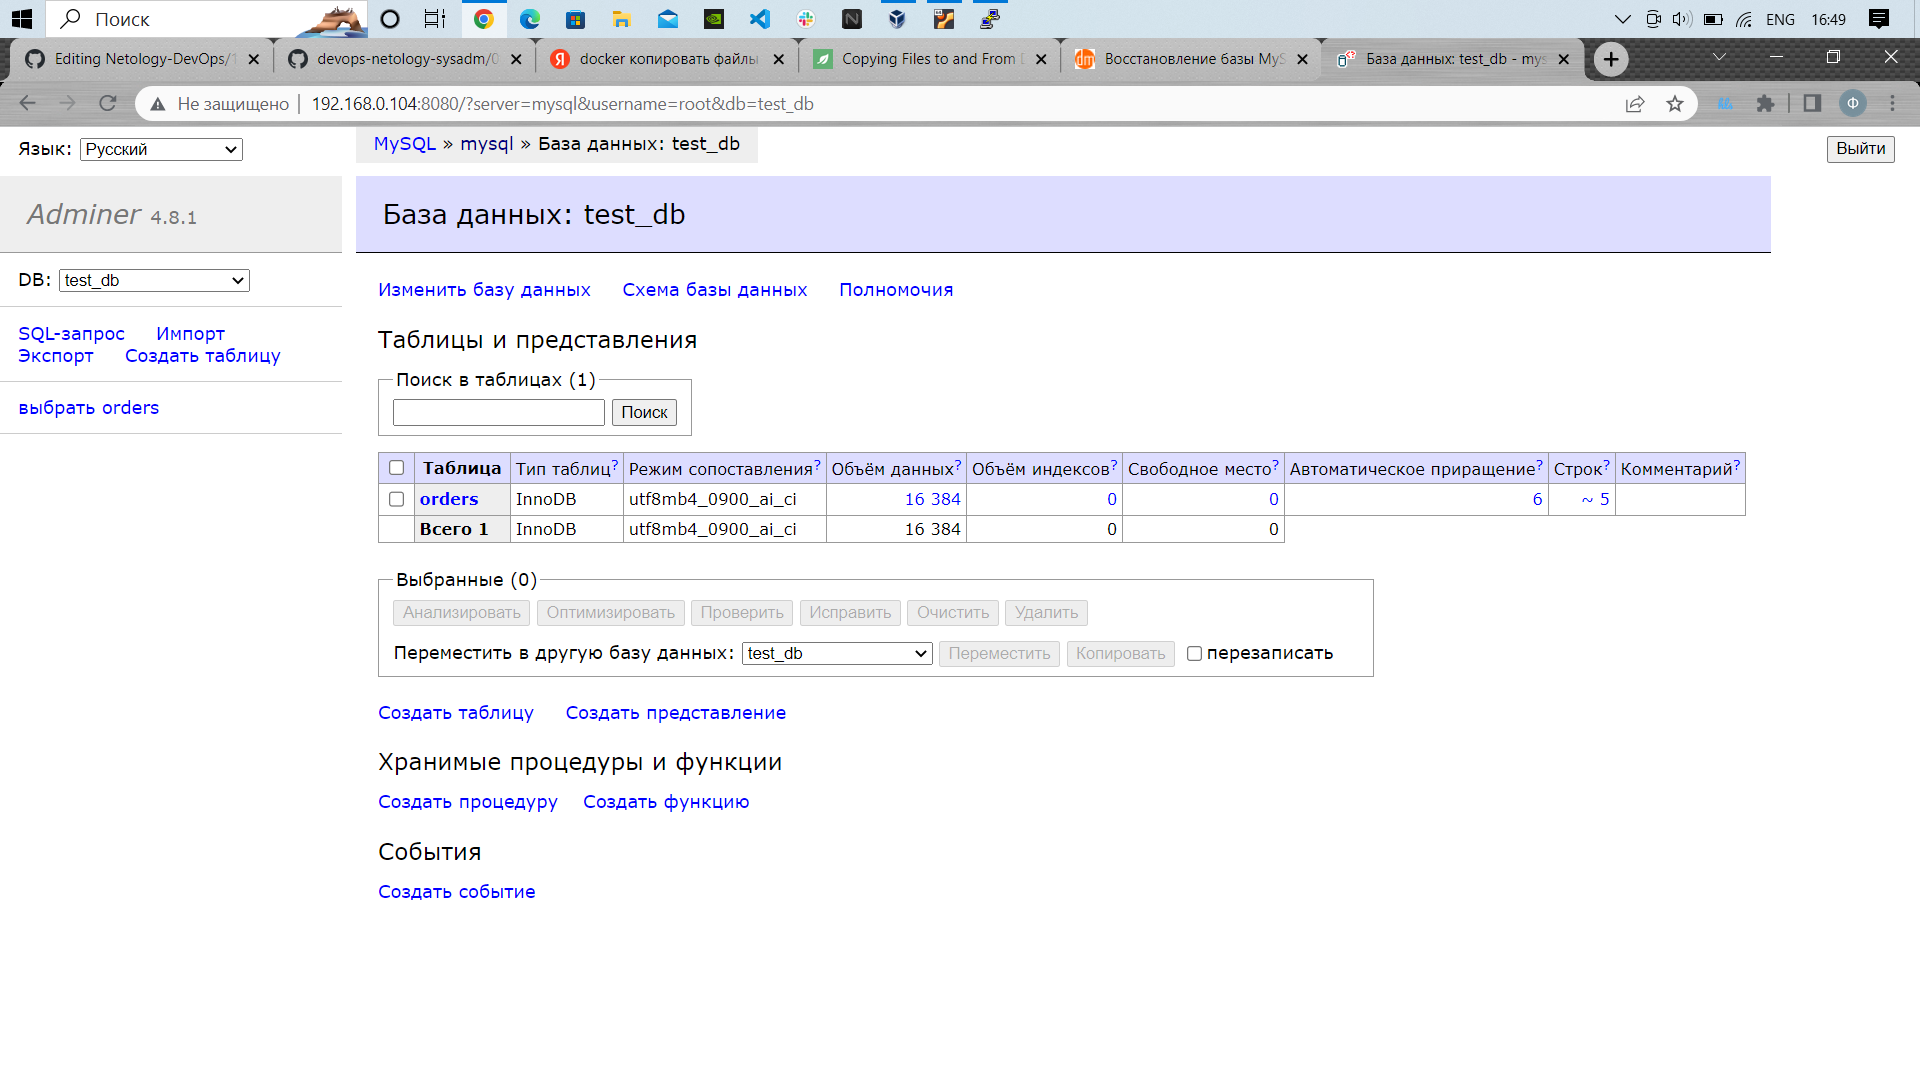 Поиск
ENG
16:49
Editing Netology-DevOps/1
devops-netology-sysadm/0
docker копировать файлы
Copying Files to and From D
Восстановление базы MyS
База данных: test_db - mys
Не защищено
192.168.0.104:8080/?server=mysql&username=root&db=test_db
Ф
Язык: Русский
MySQL » mysql » База данных: test_db
Выйти
Adminer 4.8.1
База данных: test_db
DB: test_db
Изменить базу данных Схема базы данных Полномочия
SQL-запрос Импорт
Экспорт Создать таблицу
выбрать orders
Таблицы и представления
Поиск в таблицах (1)
Поиск
Таблица Тип таблиц? Режим сопоставления? Объём данных? Объём индексов? Свободное место? Автоматическое приращение? Строк? Комментарий?
orders InnoDB utf8mb4_0900_ai_ci 16 384 0 0 6 ~ 5
Всего 1 InnoDB utf8mb4_0900_ai_ci 16 384 0 0
Выбранные (0)
Анализировать Оптимизировать Проверить Исправить Очистить Удалить
Переместить в другую базу данных: test_db Переместить Копировать перезаписать
Создать таблицу Создать представление
Хранимые процедуры и функции
Создать процедуру Создать функцию
События
Создать событие